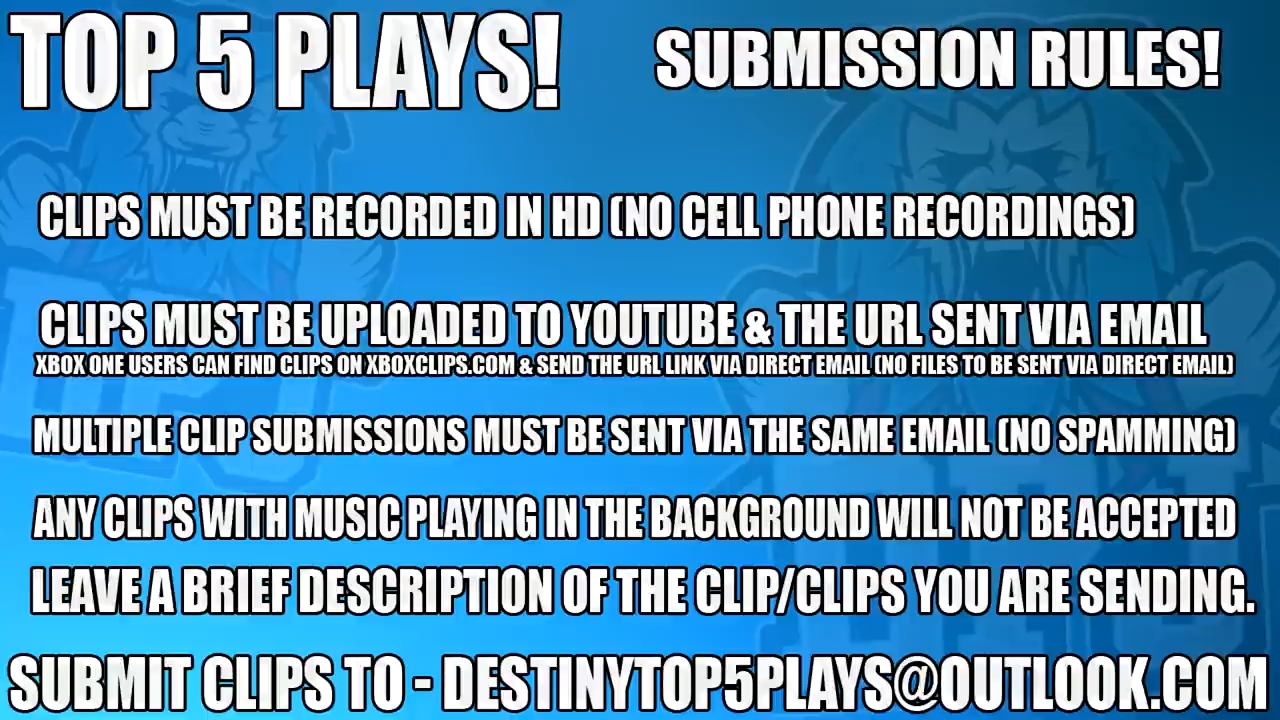 TOP 5 PLAYS!
SUBMISSION RULES!
CLIPS MUST BE RECORDED IN HD (NO CELL PHONE RECORDINGS)
CLIPS MUST BE UPLOADED TO YOUTUBE & THE URL SENT VIA EMAIL
XBOX ONE USERS CAN FIND CLIPS ON XBOXCLIPS.COM & SEND THE URL LINK VIA DIRECT EMAIL (NO FILES TO BE SENT VIA DIRECT EMAIL)
MULTIPLE CLIP SUBMISSIONS MUST BE SENT VIA THE SAME EMAIL (NO SPAMMING)
ANY CLIPS WITH MUSIC PLAYING IN THE BACKGROUND WILL NOT BE ACCEPTED
LEAVE A BRIEF DESCRIPTION OF THE CLIP/CLIPS YOU ARE SENDING.
SUBMIT CLIPS TO - DESTINYTOP5PLAYS@OUTLOOK.COM